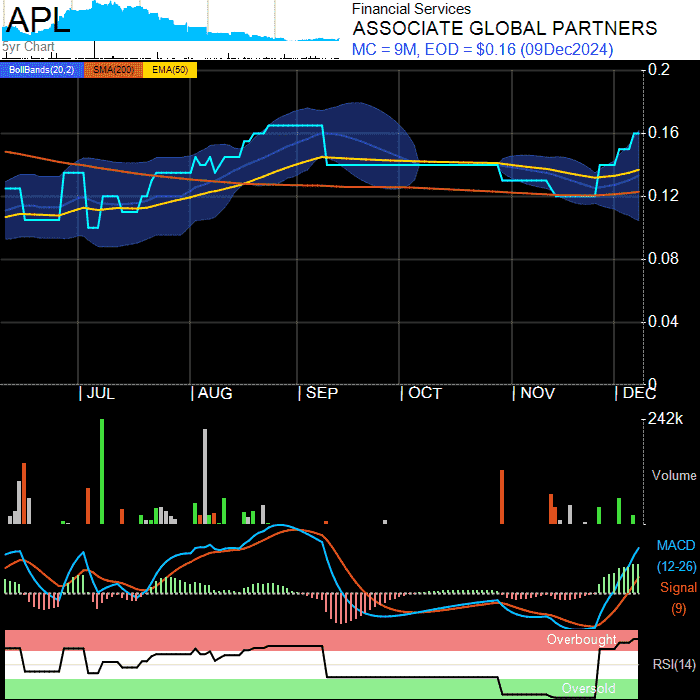 APL
5yr Chart
Financial Services
ASSOCIATE GLOBAL PARTNERS
MC = 9M, EOD = $0.16 (09Dec2024)
BollBands(20,2) SMA(200) EMA(50)
0.2
0.16
0.12
0.08
0.04
0
| JUL | AUG | SEP | OCT | NOV | DEC
242k
Volume
MACD
(12-26)
Signal
(9)
Overbought
RSI(14)
Oversold